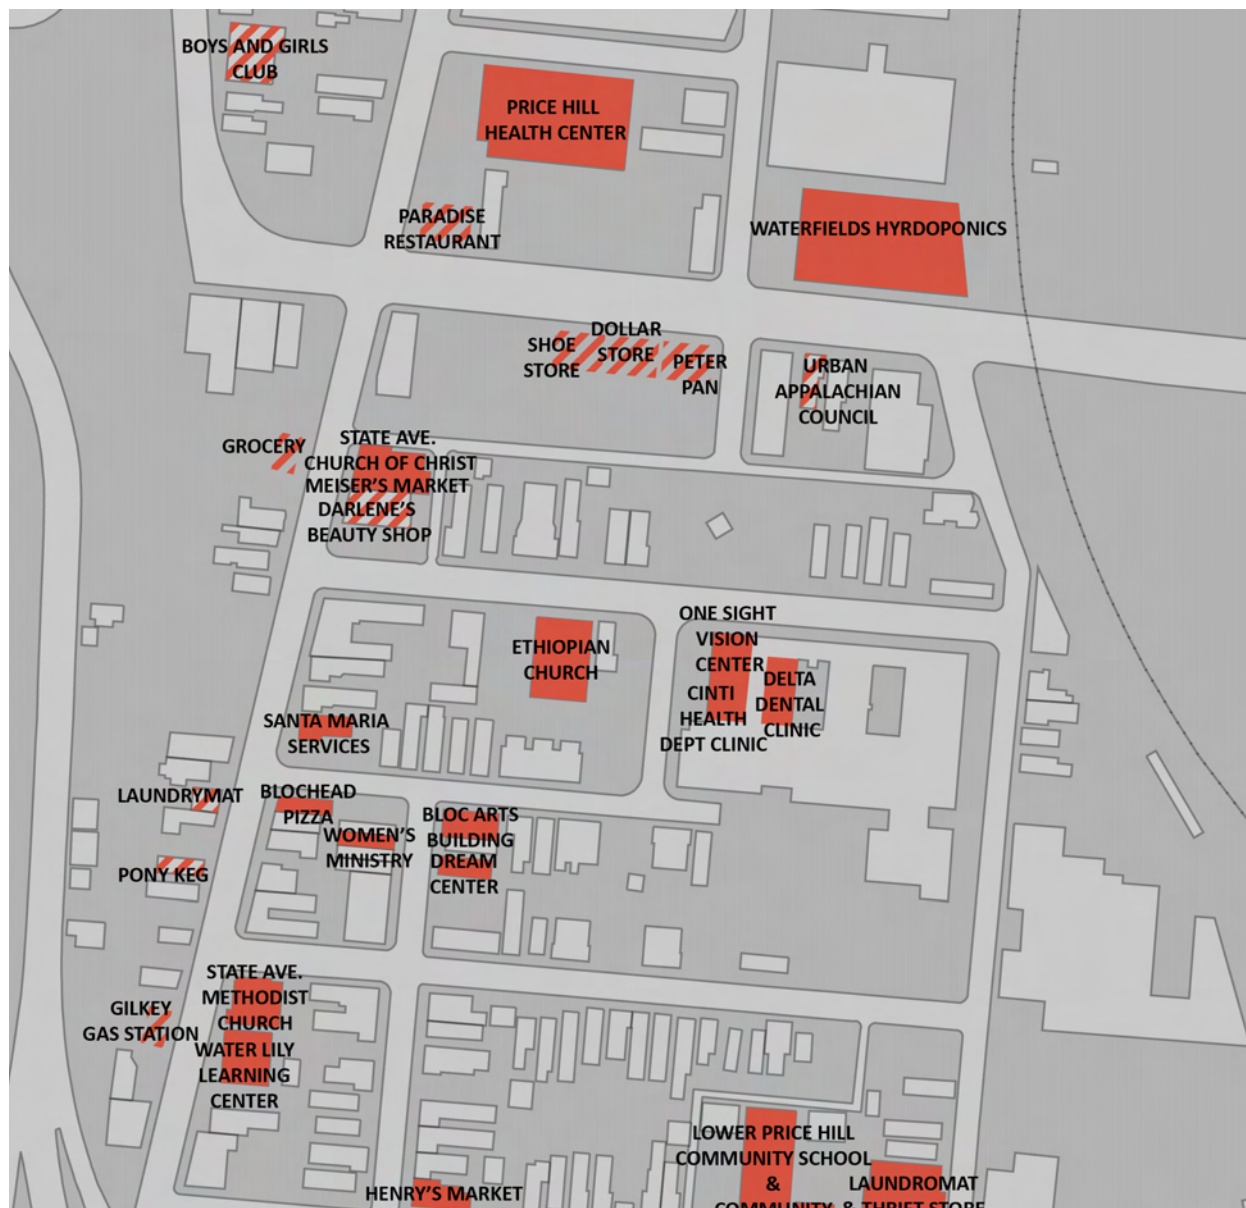 BOYS AND GIRLS
CLUB
PRICE HILL
HEALTH CENTER
PARADISE
RESTAURANT
WATERFIELDS HYRDOPONICS
SHOE
STORE
DOLLAR
STORE
PETER
PAN
URBAN
APPALACHIAN
COUNCIL
GROCERY
STATE AVE.
CHURCH OF CHRIST
MEISER'S MARKET
DARLENE'S
BEAUTY SHOP
ETHIOPIAN
CHURCH
ONE SIGHT
VISION
CENTER
CINTI
HEALTH
DEPT CLINIC
DELTA
DENTAL
CLINIC
SANTA MARIA
SERVICES
LAUNDRYMAT
BLOCHEAD
PIZZA
WOMEN'S
MINISTRY
BLOC ARTS
BUILDING
DREAM
CENTER
PONY KEG
STATE AVE.
METHODIST
CHURCH
GILKEY
GAS STATION
WATER LILY
LEARNING
CENTER
HENRY'S MARKET
LOWER PRICE HILL
COMMUNITY SCHOOL
&
COMMUNITY
LAUNDROMAT
& THRIFT STORE